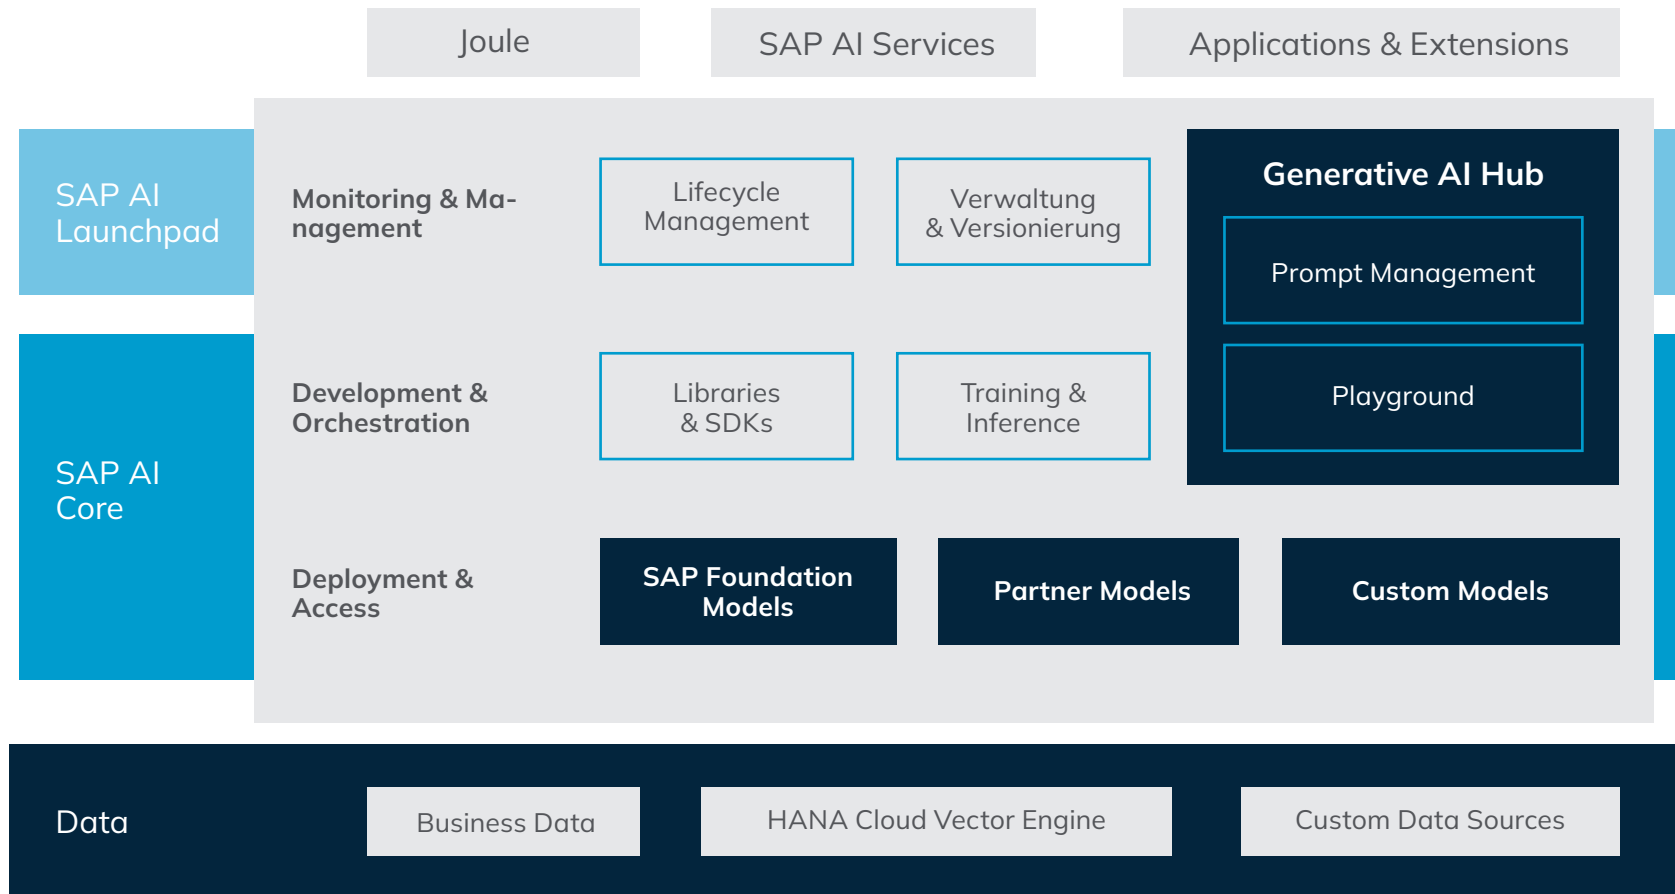 Joule
SAP AI Services
Applications & Extensions
SAP AI
Launchpad
Monitoring & Ma-
nagement
Lifecycle
Management
Verwaltung
& Versionierung
Generative AI Hub
Prompt Management
Playground
SAP AI
Core
Development &
Orchestration
Libraries
& SDKs
Training &
Inference
Deployment &
Access
SAP Foundation
Models
Partner Models
Custom Models
Data
Business Data
HANA Cloud Vector Engine
Custom Data Sources